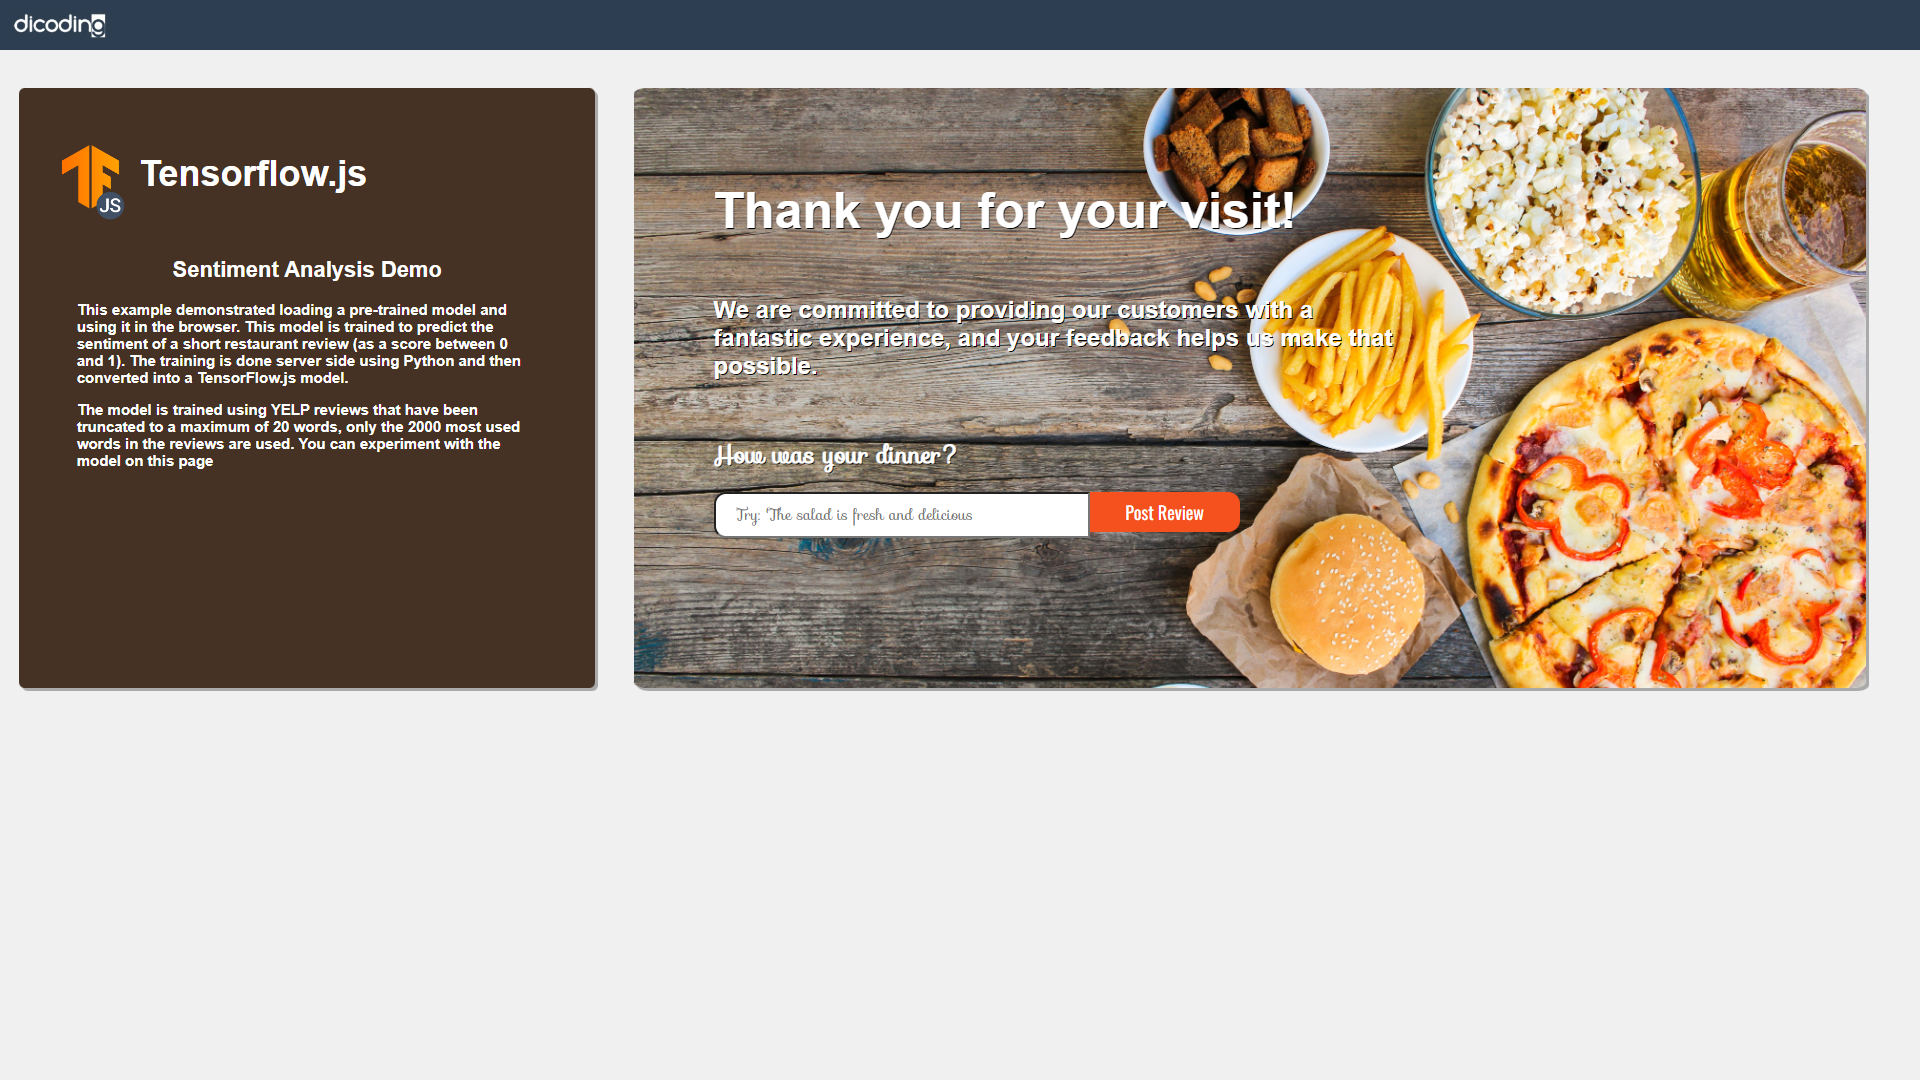 dicoding
Tensorflow.js
JS
Sentiment Analysis Demo
This example demonstrated loading a pre-trained model and
using it in the browser. This model is trained to predict the
sentiment of a short restaurant review (as a score between 0
and 1). The training is done server side using Python and then
converted into a TensorFlow.js model.
The model is trained using YELP reviews that have been
truncated to a maximum of 20 words, only the 2000 most used
words in the reviews are used. You can experiment with the
model on this page
Thank you for your visit!
We are committed to providing our customers with a
fantastic experience, and your feedback helps us make that
possible.
How was your dinner?
Try: 'The salad is fresh and delicious
Post Review